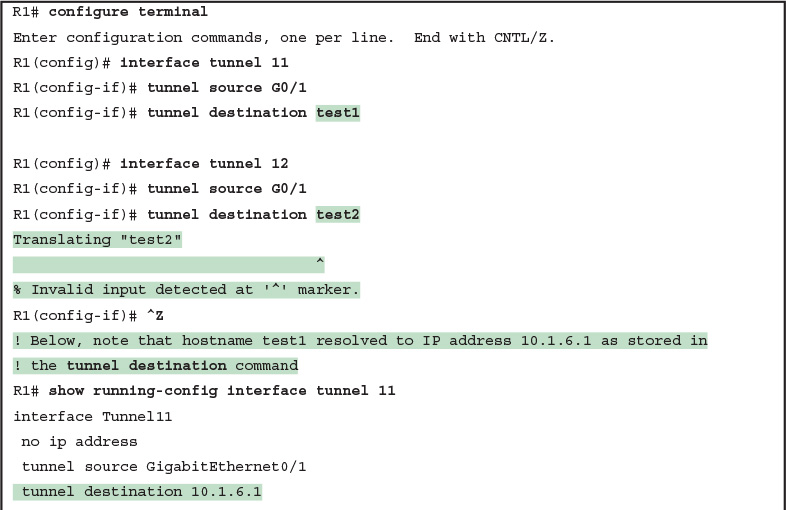 R1# configure terminal
Enter configuration commands, one per line.  End with CNTL/Z.
R1(config)# interface tunnel 11
R1(config-if)# tunnel source G0/1
R1(config-if)# tunnel destination test1
R1(config)# interface tunnel 12
R1(config-if)# tunnel source G0/1
R1(config-if)# tunnel destination test2
Translating "test2"
^
% Invalid input detected at '^' marker.
R1(config-if)# ^Z
! Below, note that hostname test1 resolved to IP address 10.1.6.1 as stored in
! the tunnel destination command
R1# show running-config interface tunnel 11
interface Tunnel11
no ip address
tunnel source GigabitEthernet0/1
tunnel destination 10.1.6.1